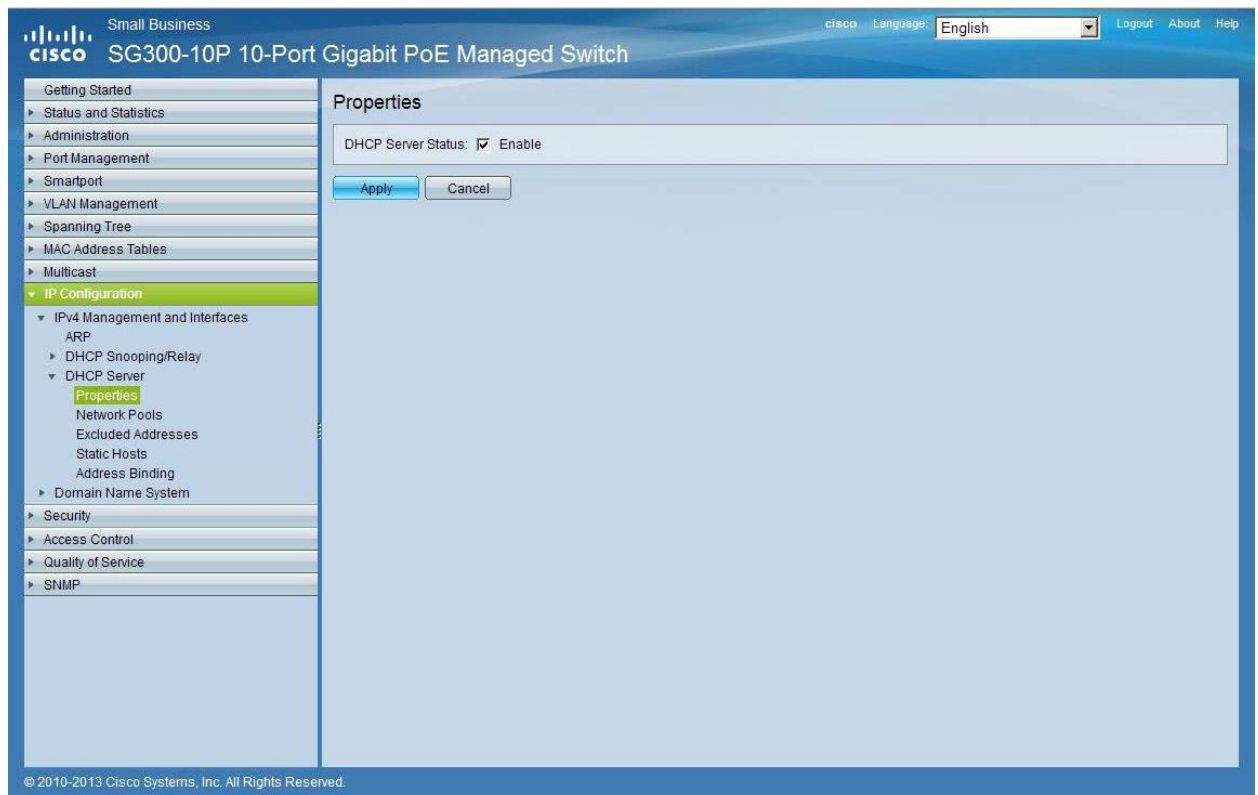 Small Business
cisco Language: English Logout About Help
CISCO SG300-10P 10-Port Gigabit PoE Managed Switch
Getting Started
Status and Statistics
Administration
Port Management
Smartport
VLAN Management
Spanning Tree
MAC Address Tables
Multicast
IP Configuration
IPv4 Management and Interfaces
ARP
DHCP Snooping/Relay
DHCP Server
Properties
Network Pools
Excluded Addresses
Static Hosts
Address Binding
Domain Name System
Security
Access Control
Quality of Service
SNMP
Properties
DHCP Server Status: Enable
Apply Cancel
© 2010-2013 Cisco Systems, Inc. All Rights Reserved.